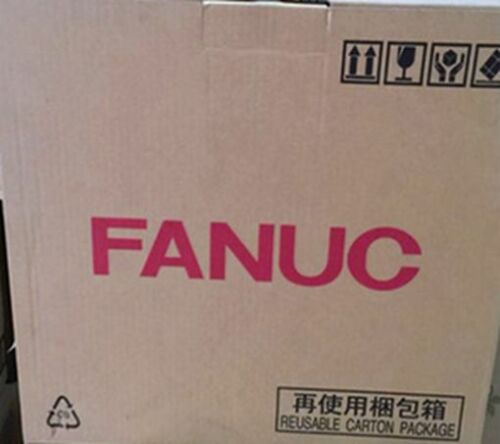 FANUC
再使用梱包箱
REUSABLE CARTON PACKAGE